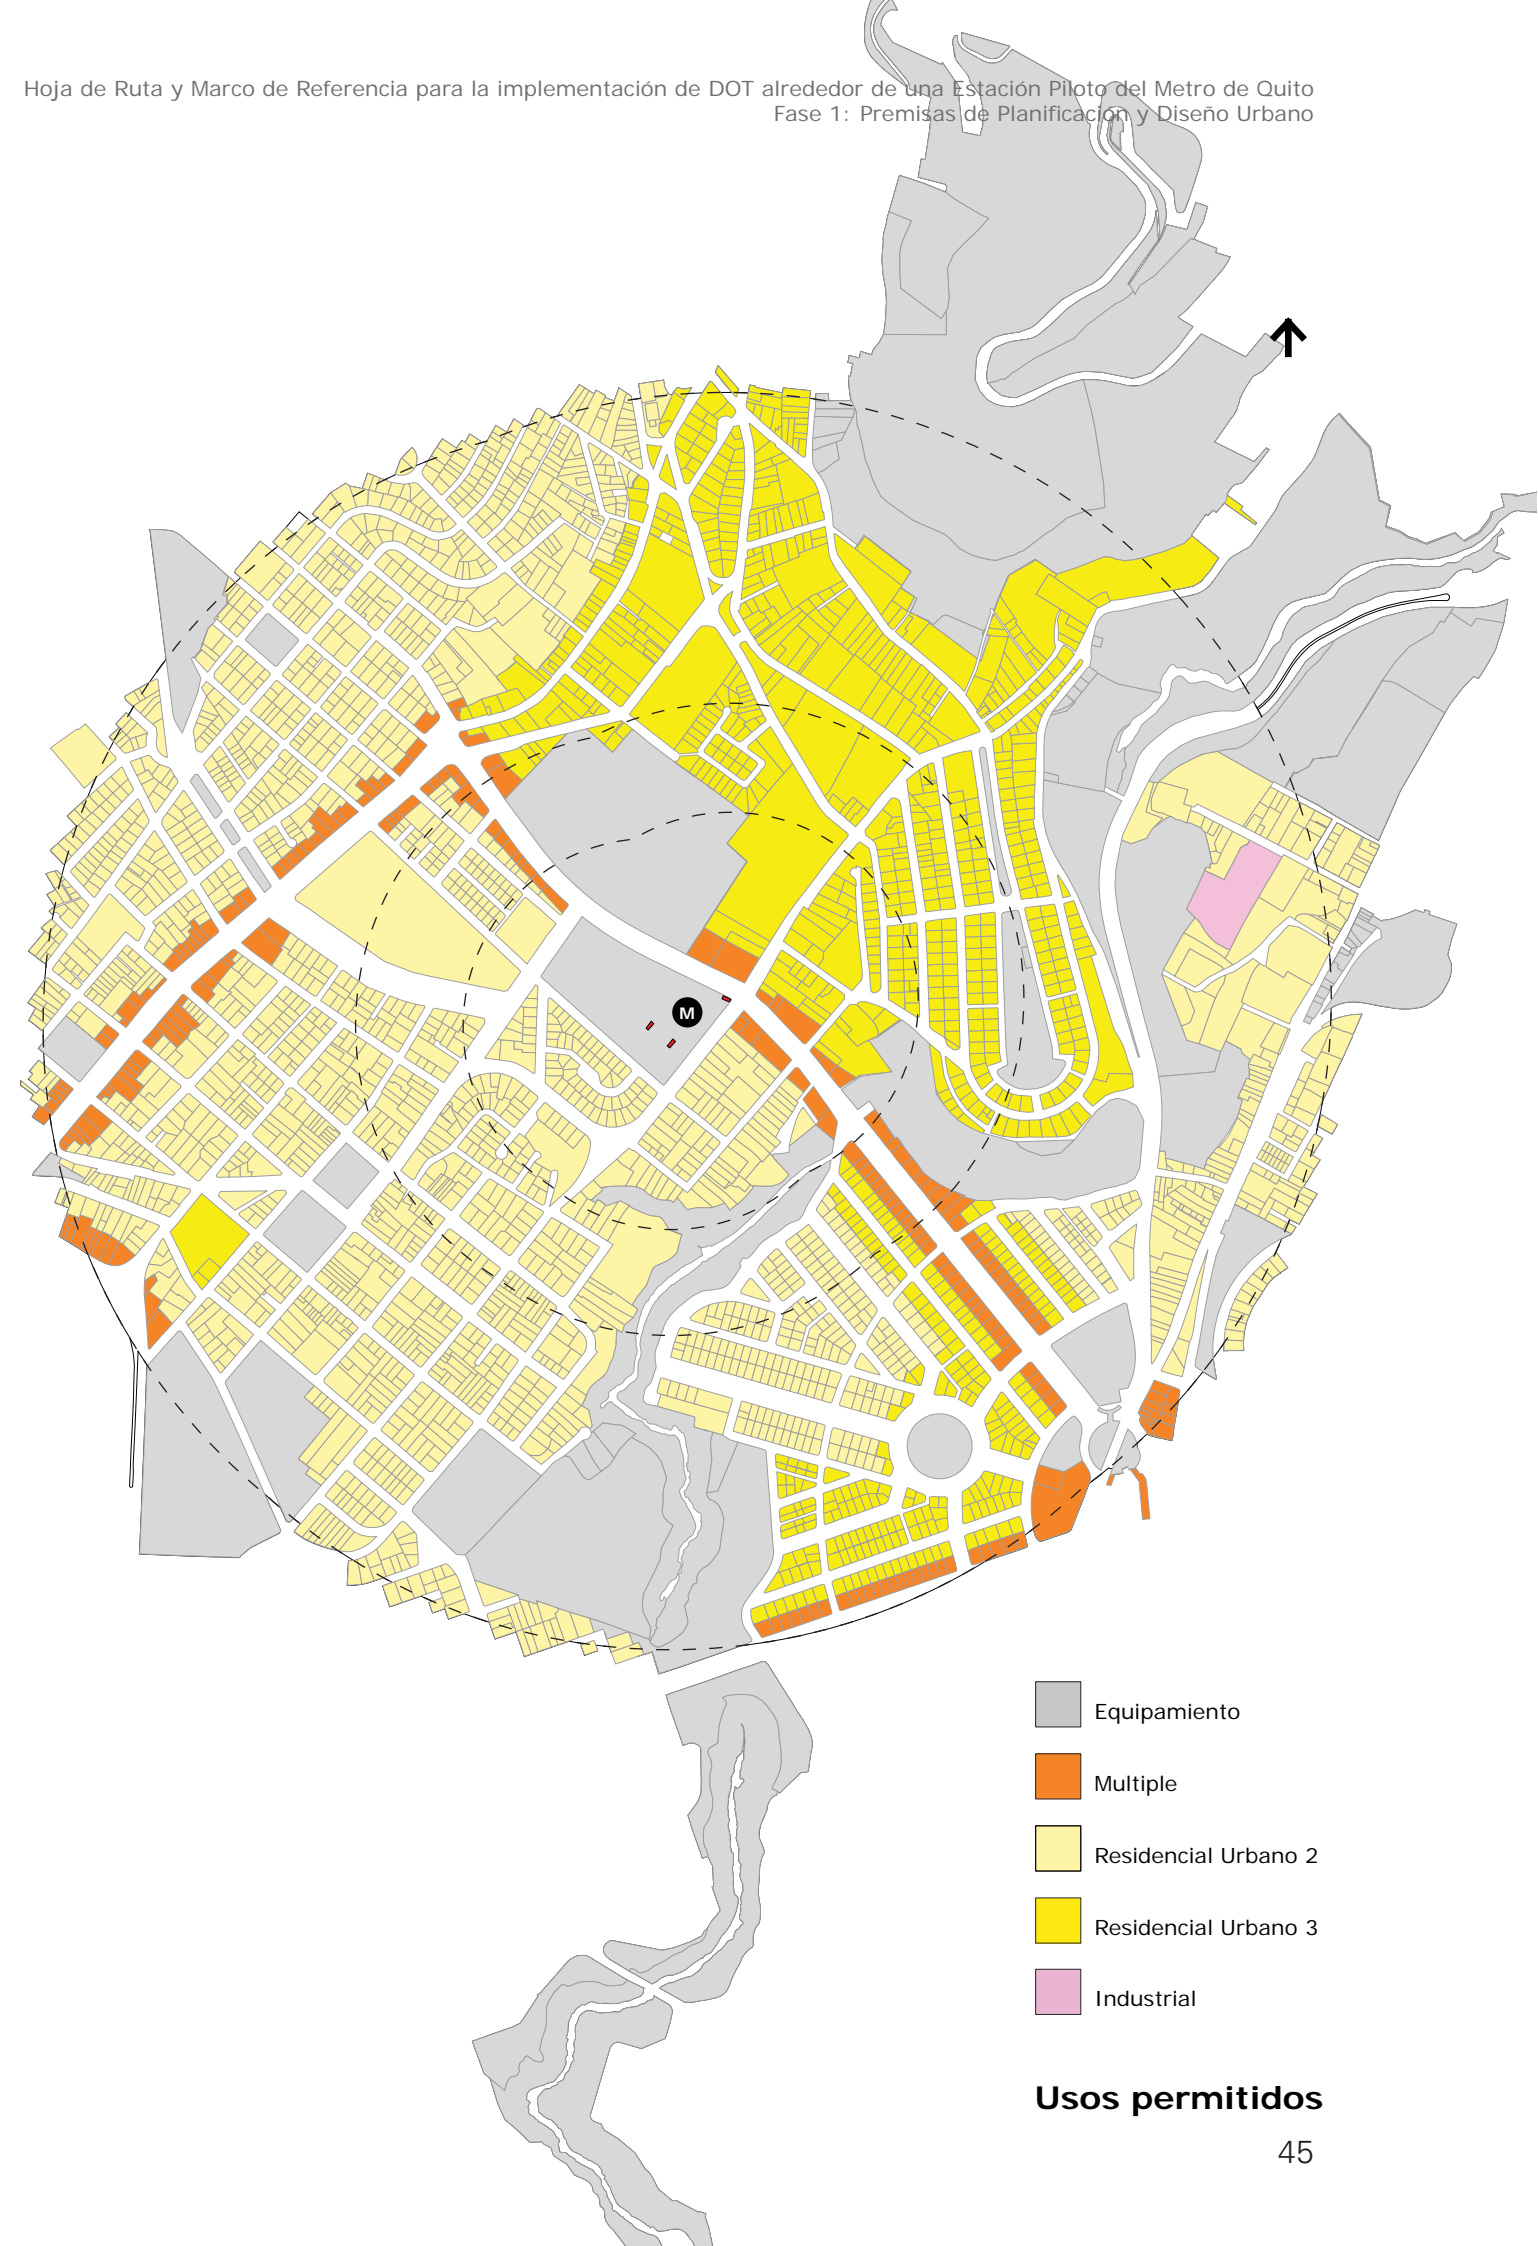 Hoja de Ruta y Marco de Referencia para la implementación de DOT alrededor de una Estación Piloto del Metro de Quito
Fase 1: Premisas de Planificación y Diseño Urbano
M
Equipamiento
Multiple
Residencial Urbano 2
Residencial Urbano 3
Industrial
Usos permitidos
45